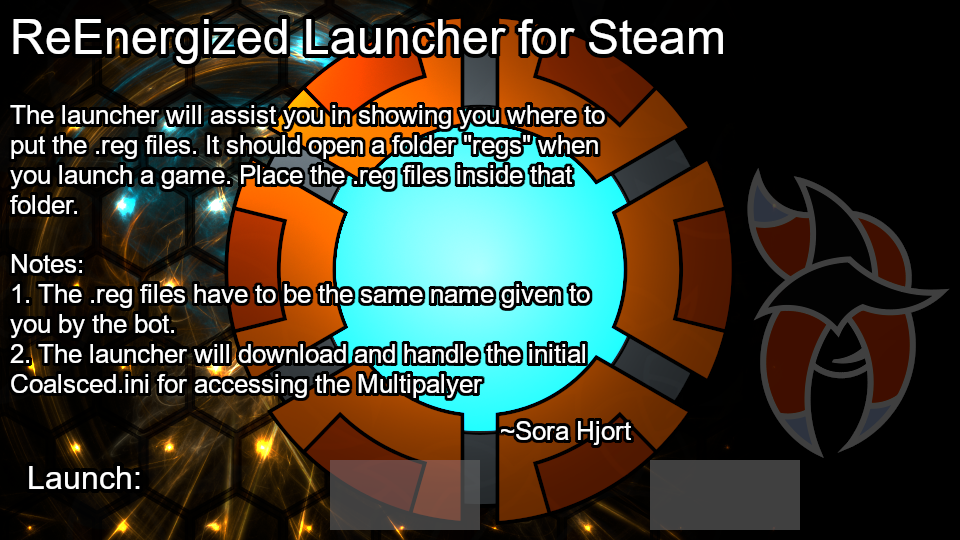 ReEnergized Launcher for Steam
The launcher will assist you in showing you where to
put the .reg files. It should open a folder "regs" when
you launch a game. Place the .reg files inside that
folder.
Notes:
1. The .reg files have to be the same name given to
you by the bot.
2. The launcher will download and handle the initial
Coalsced.ini for accessing the Multipalyer
~Sora Hjort
Launch: